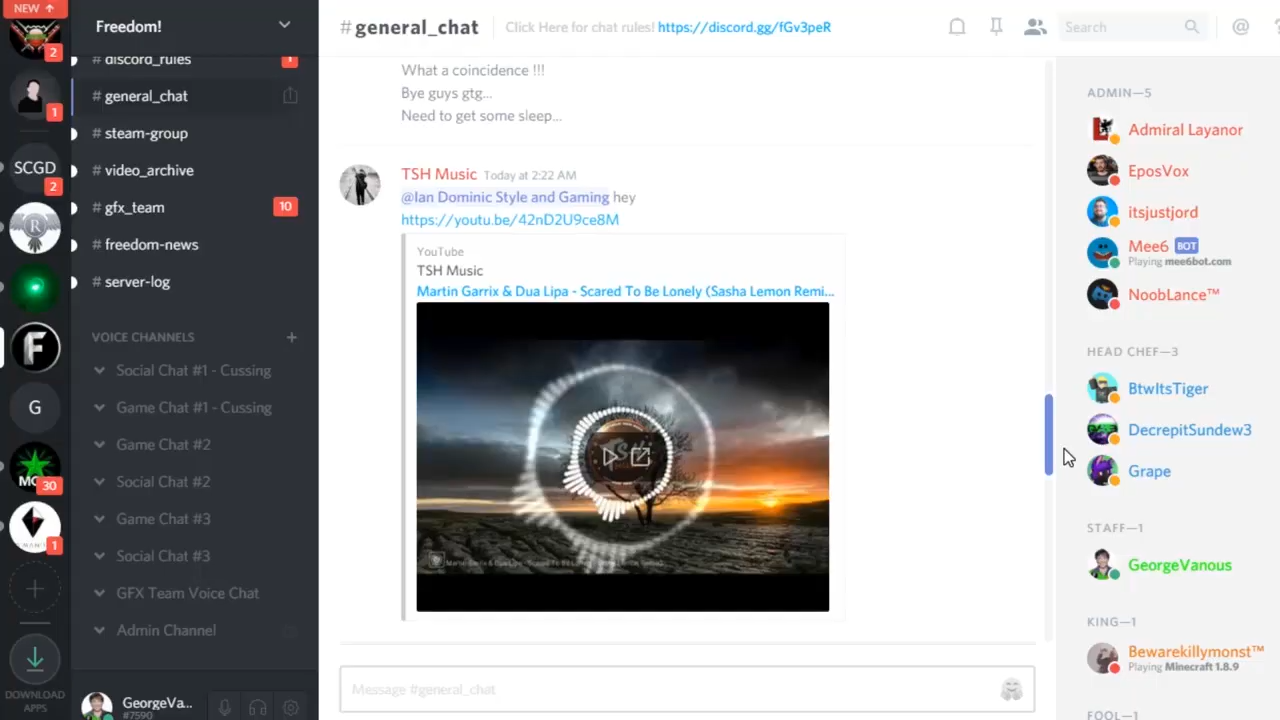 NEW ↑
2
1
SCGD
2
F
G
MC
30
1
DOWNLOAD
APPS
Freedom!
# discord_rules
1
# general_chat
# steam-group
# video_archive
# gfx_team
10
# freedom-news
# server-log
VOICE CHANNELS
Social Chat #1 - Cussing
Game Chat #1 - Cussing
Game Chat #2
Social Chat #2
Game Chat #3
Social Chat #3
GFX Team Voice Chat
Admin Channel
GeorgeVa...
#7590
#general_chat
Click Here for chat rules! https://discord.gg/fGv3peR
Search
What a coincidence !!!
Bye guys gtg...
Need to get some sleep...
TSH Music Today at 2:22 AM
@Ian Dominic Style and Gaming hey
https://youtu.be/42nD2U9ce8M
YouTube
TSH Music
Martin Garrix & Dua Lipa - Scared To Be Lonely (Sasha Lemon Remi...
Message #general_chat
ADMIN—5
Admiral Layanor
EposVox
itsjustjord
Mee6 BOT
Playing mee6bot.com
NoobLance™
HEAD CHEF—3
BtwItsTiger
DecrepitSundew3
Grape
STAFF—1
GeorgeVanous
KING—1
Bewarekillymonst™
Playing Minecraft 1.8.9
FOOL—1